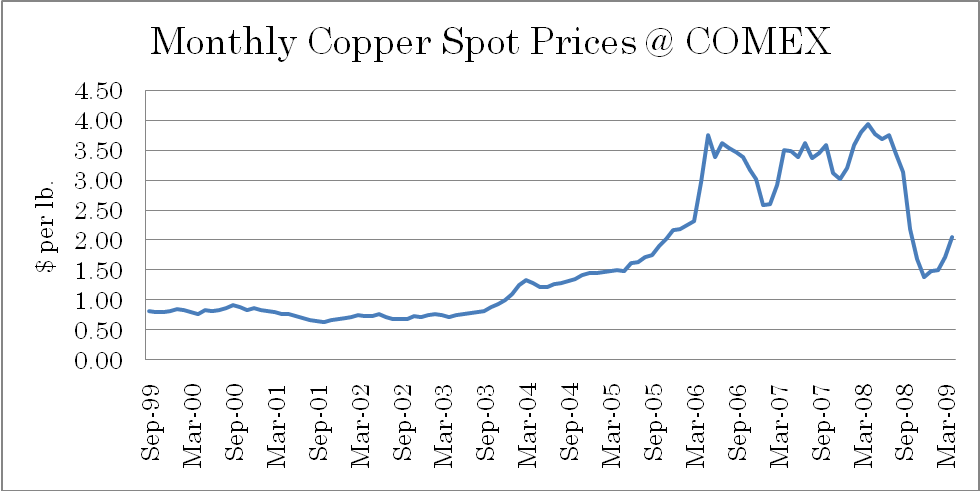 Monthly Copper Spot Prices @ COMEX
$ per lb.
4.50
4.00
3.50
3.00
2.50
2.00
1.50
1.00
0.50
0.00
Sep-99
Mar-00
Sep-00
Mar-01
Sep-01
Mar-02
Sep-02
Mar-03
Sep-03
Mar-04
Sep-04
Mar-05
Sep-05
Mar-06
Sep-06
Mar-07
Sep-07
Mar-08
Sep-08
Mar-09